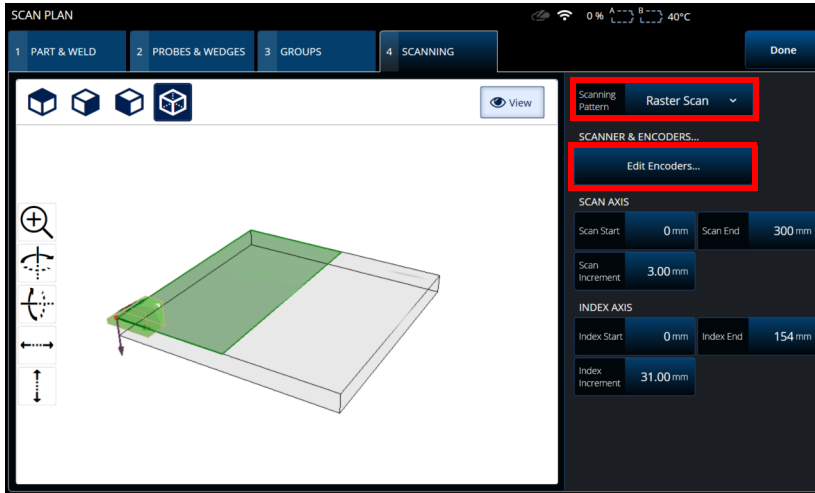 SCAN PLAN
0 % A B 40°C
1 PART & WELD
2 PROBES & WEDGES
3 GROUPS
4 SCANNING
Done
View
Scanning
Pattern
Raster Scan
SCANNER & ENCODERS...
Edit Encoders...
SCAN AXIS
Scan Start 0 mm Scan End 300 mm
Scan
Increment
3.00 mm
INDEX AXIS
Index Start 0 mm Index End 154 mm
Index
Increment
31.00 mm